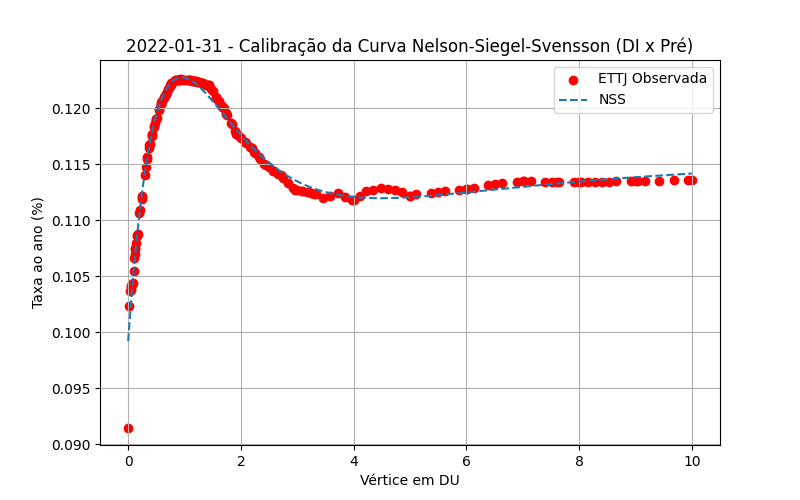 2022-01-31 - Calibração da Curva Nelson-Siegel-Svensson (DI x Pré)
ETTJ Observada
NSS
Taxa ao ano (%)
0.120
0.115
0.110
0.105
0.100
0.095
0.090
0 2 4 6 8 10
Vértice em DU